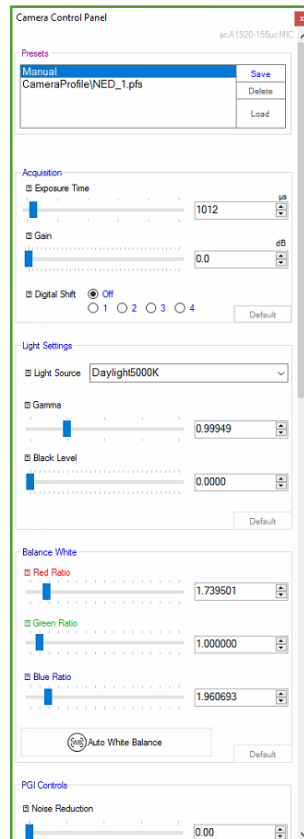 Camera Control Panel
x
acA1920-155ucMIC
Presets
Manual
CameraProfile\NED_1.pfs
Save
Delete
Load
Acquisition
Exposure Time
µs
1012
Gain
dB
0.0
Digital Shift
Off
1 2 3 4
Default
Light Settings
Light Source Daylight5000K
Gamma
0.99949
Black Level
0.0000
Default
Balance White
Red Ratio
1.739501
Green Ratio
1.000000
Blue Ratio
1.960693
Auto White Balance
Default
PGI Controls
Noise Reduction
0.00